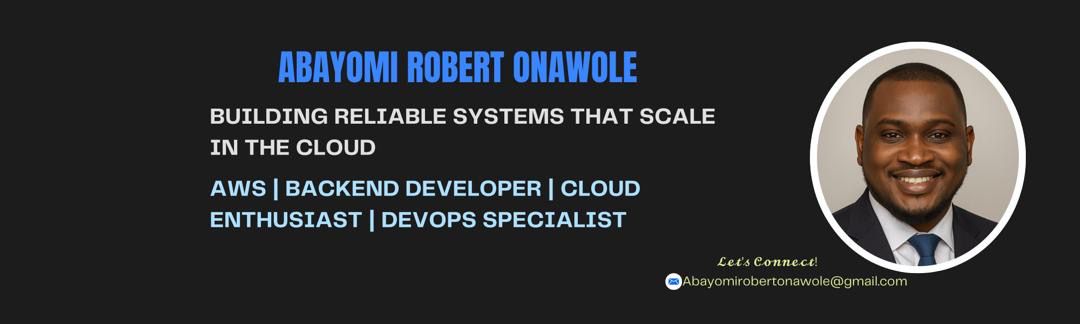 ABAYOMI ROBERT ONAWOLE
BUILDING RELIABLE SYSTEMS THAT SCALE
IN THE CLOUD
AWS | BACKEND DEVELOPER | CLOUD
ENTHUSIAST | DEVOPS SPECIALIST
Let's Connect!
Abayomirobertonawole@gmail.com